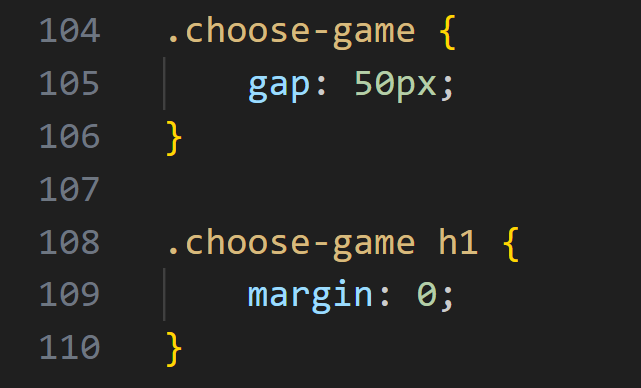 104 .choose-game {
105     gap: 50px;
106 }
107
108 .choose-game h1 {
109     margin: 0;
110 }